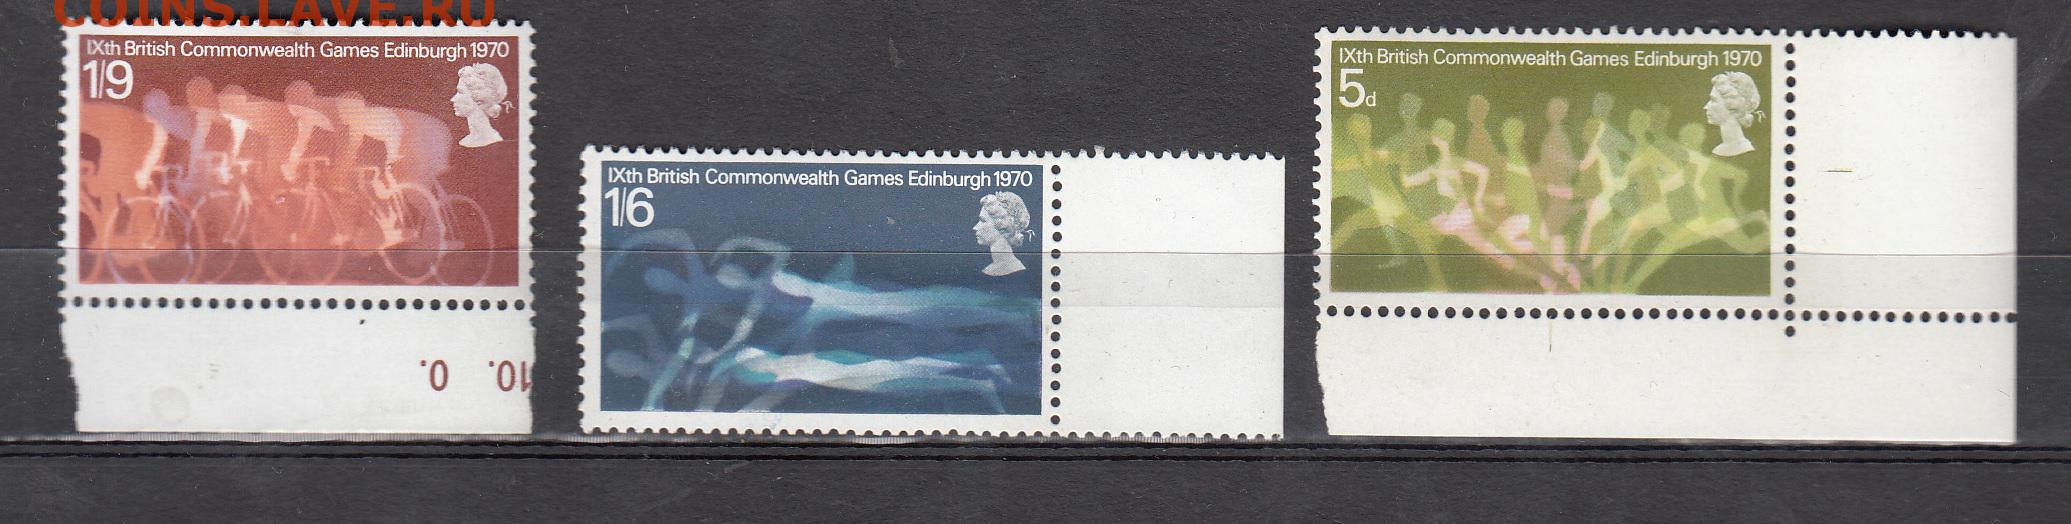 COINS.LAVE.RU
IXth British Commonwealth Games Edinburgh 1970
1/9
10. 0.
IXth British Commonwealth Games Edinburgh 1970
1/6
IXth British Commonwealth Games Edinburgh 1970
5d